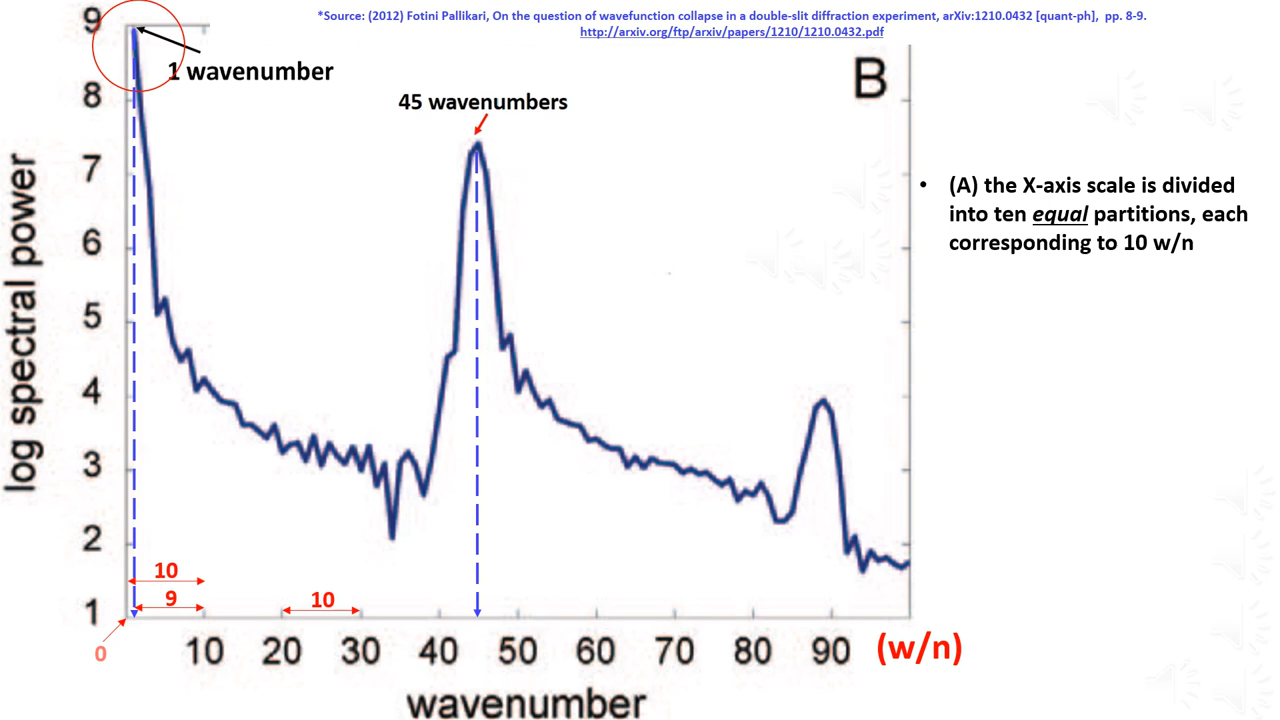 *Source: (2012) Fotini Pallikari, On the question of wavefunction collapse in a double-slit diffraction experiment, arXiv:1210.0432 [quant-ph], pp. 8-9.
http://arxiv.org/ftp/arxiv/papers/1210/1210.0432.pdf
9
1 wavenumber
B
8
45 wavenumbers
7
6
5
4
3
2
1
log spectral power
• (A) the X-axis scale is divided
into ten equal partitions, each
corresponding to 10 w/n
10
9
10
0
10 20 30 40 50 60 70 80 90 (w/n)
wavenumber